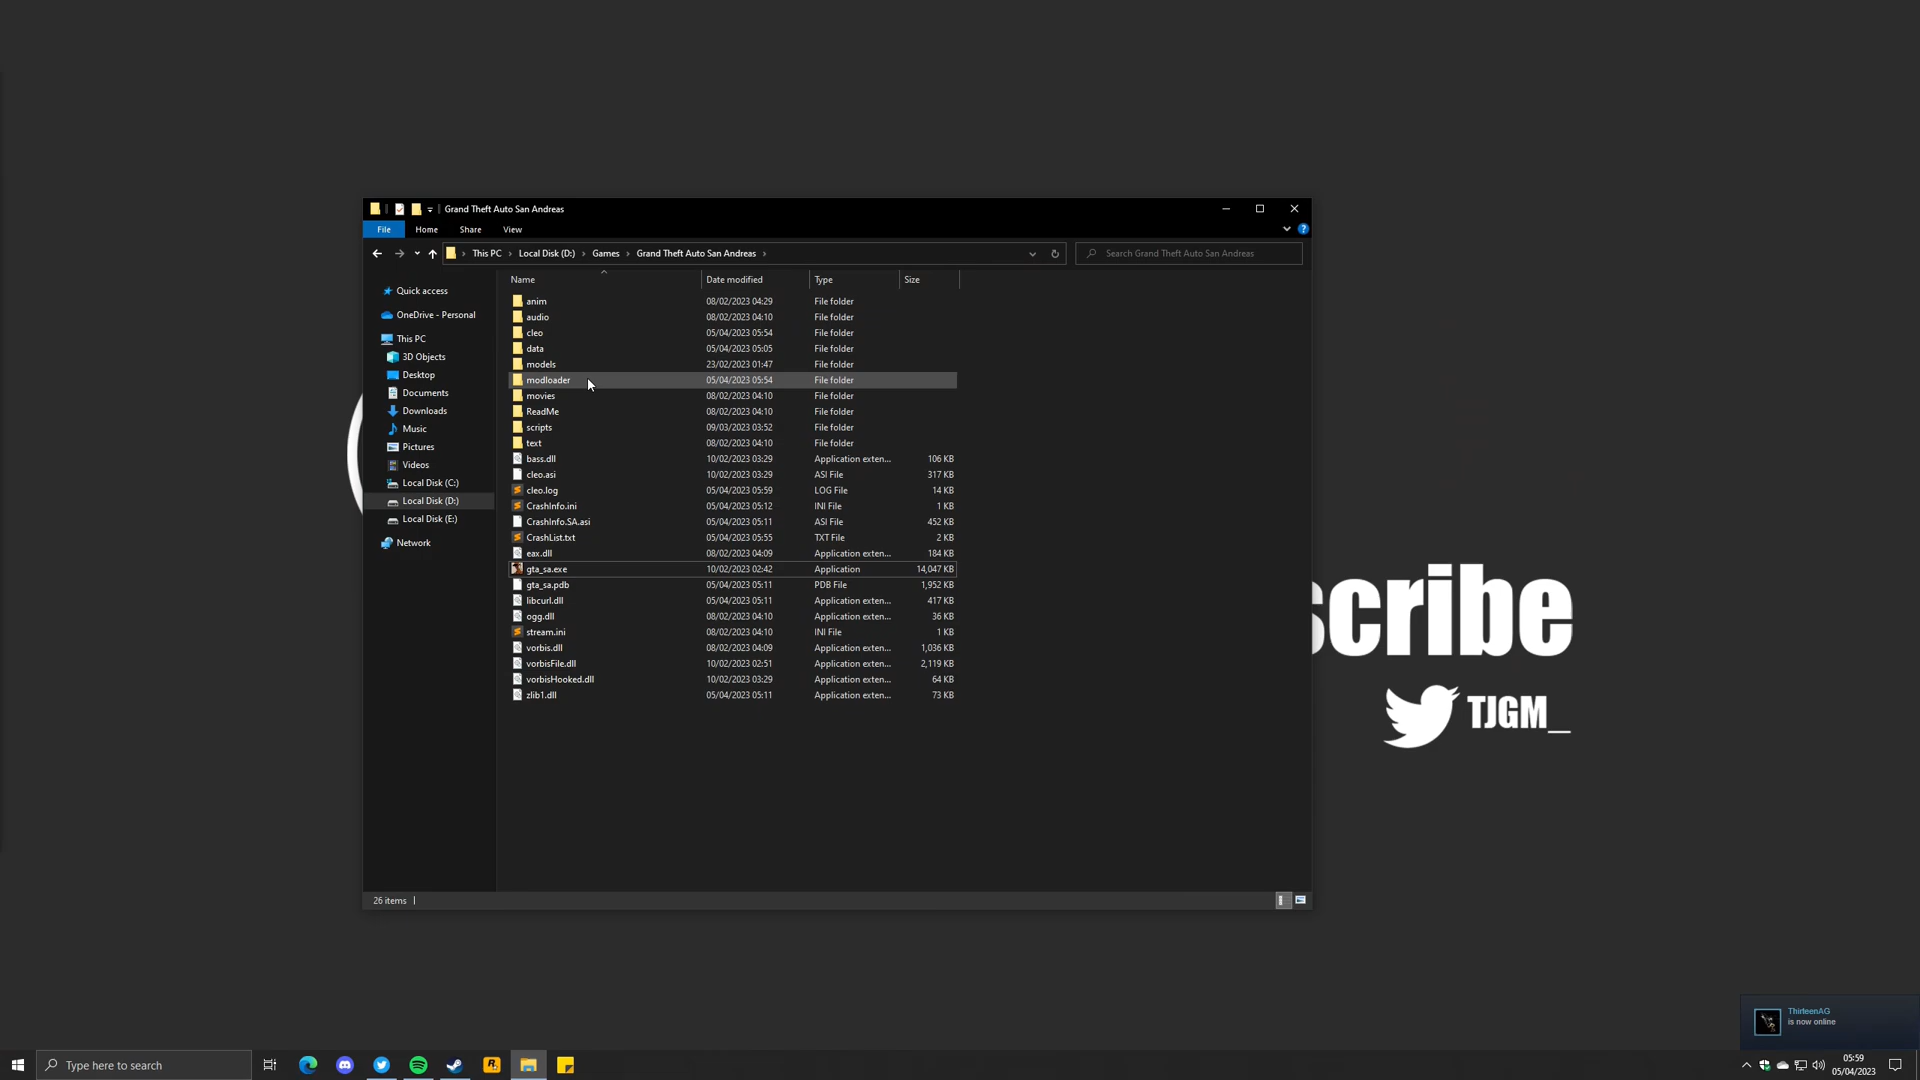 Grand Theft Auto San Andreas
File Home Share View
This PC Local Disk (D:) Games Grand Theft Auto San Andreas
Search Grand Theft Auto San Andreas
Name Date modified Type Size
Quick access
OneDrive - Personal
This PC
3D Objects
Desktop
Documents
Downloads
Music
Pictures
Videos
Local Disk (C:)
Local Disk (D:)
Local Disk (E:)
Network
anim 08/02/2023 04:29 File folder
audio 08/02/2023 04:10 File folder
cleo 05/04/2023 05:54 File folder
data 05/04/2023 05:05 File folder
models 23/02/2023 01:47 File folder
modloader 05/04/2023 05:54 File folder
movies 08/02/2023 04:10 File folder
ReadMe 08/02/2023 04:10 File folder
scripts 09/03/2023 03:52 File folder
text 08/02/2023 04:10 File folder
bass.dll 10/02/2023 03:29 Application exten... 106 KB
cleo.asi 10/02/2023 03:29 ASI File 317 KB
cleo.log 05/04/2023 05:59 LOG File 14 KB
CrashInfo.ini 05/04/2023 05:12 INI File 1 KB
CrashInfo.SA.asi 05/04/2023 05:11 ASI File 452 KB
CrashList.txt 05/04/2023 05:55 TXT File 2 KB
eax.dll 08/02/2023 04:09 Application exten... 184 KB
gta_sa.exe 10/02/2023 02:42 Application 14,047 KB
gta_sa.pdb 05/04/2023 05:11 PDB File 1,952 KB
libcurl.dll 05/04/2023 05:11 Application exten... 417 KB
ogg.dll 08/02/2023 04:10 Application exten... 36 KB
stream.ini 08/02/2023 04:10 INI File 1 KB
vorbis.dll 08/02/2023 04:09 Application exten... 1,036 KB
vorbisFile.dll 10/02/2023 02:51 Application exten... 2,119 KB
vorbisHooked.dll 10/02/2023 03:29 Application exten... 64 KB
zlib1.dll 05/04/2023 05:11 Application exten... 73 KB
26 items
scribe
TJGM_
ThirteenAG
is now online
Type here to search
05:59
05/04/2023